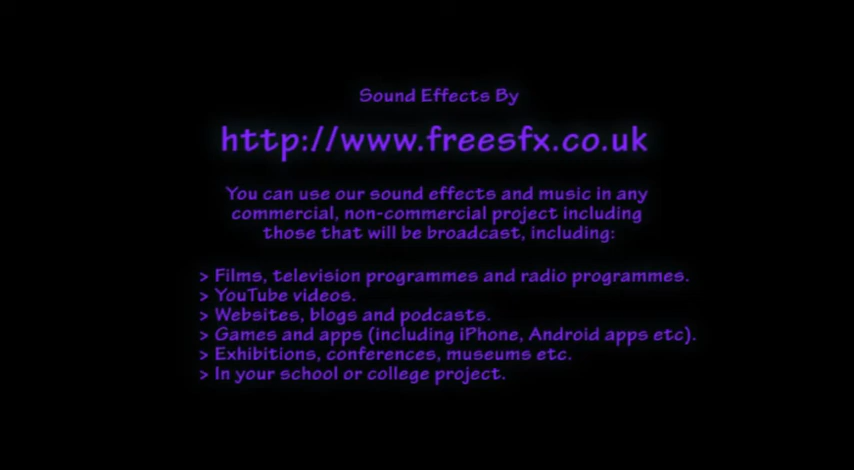 Sound Effects By
http://www.freesfx.co.uk
You can use our sound effects and music in any
commercial, non-commercial project including
those that will be broadcast, including:
> Films, television programmes and radio programmes.
> YouTube videos.
> Websites, blogs and podcasts.
> Games and apps (including iPhone, Android apps etc).
> Exhibitions, conferences, museums etc.
> In your school or college project.